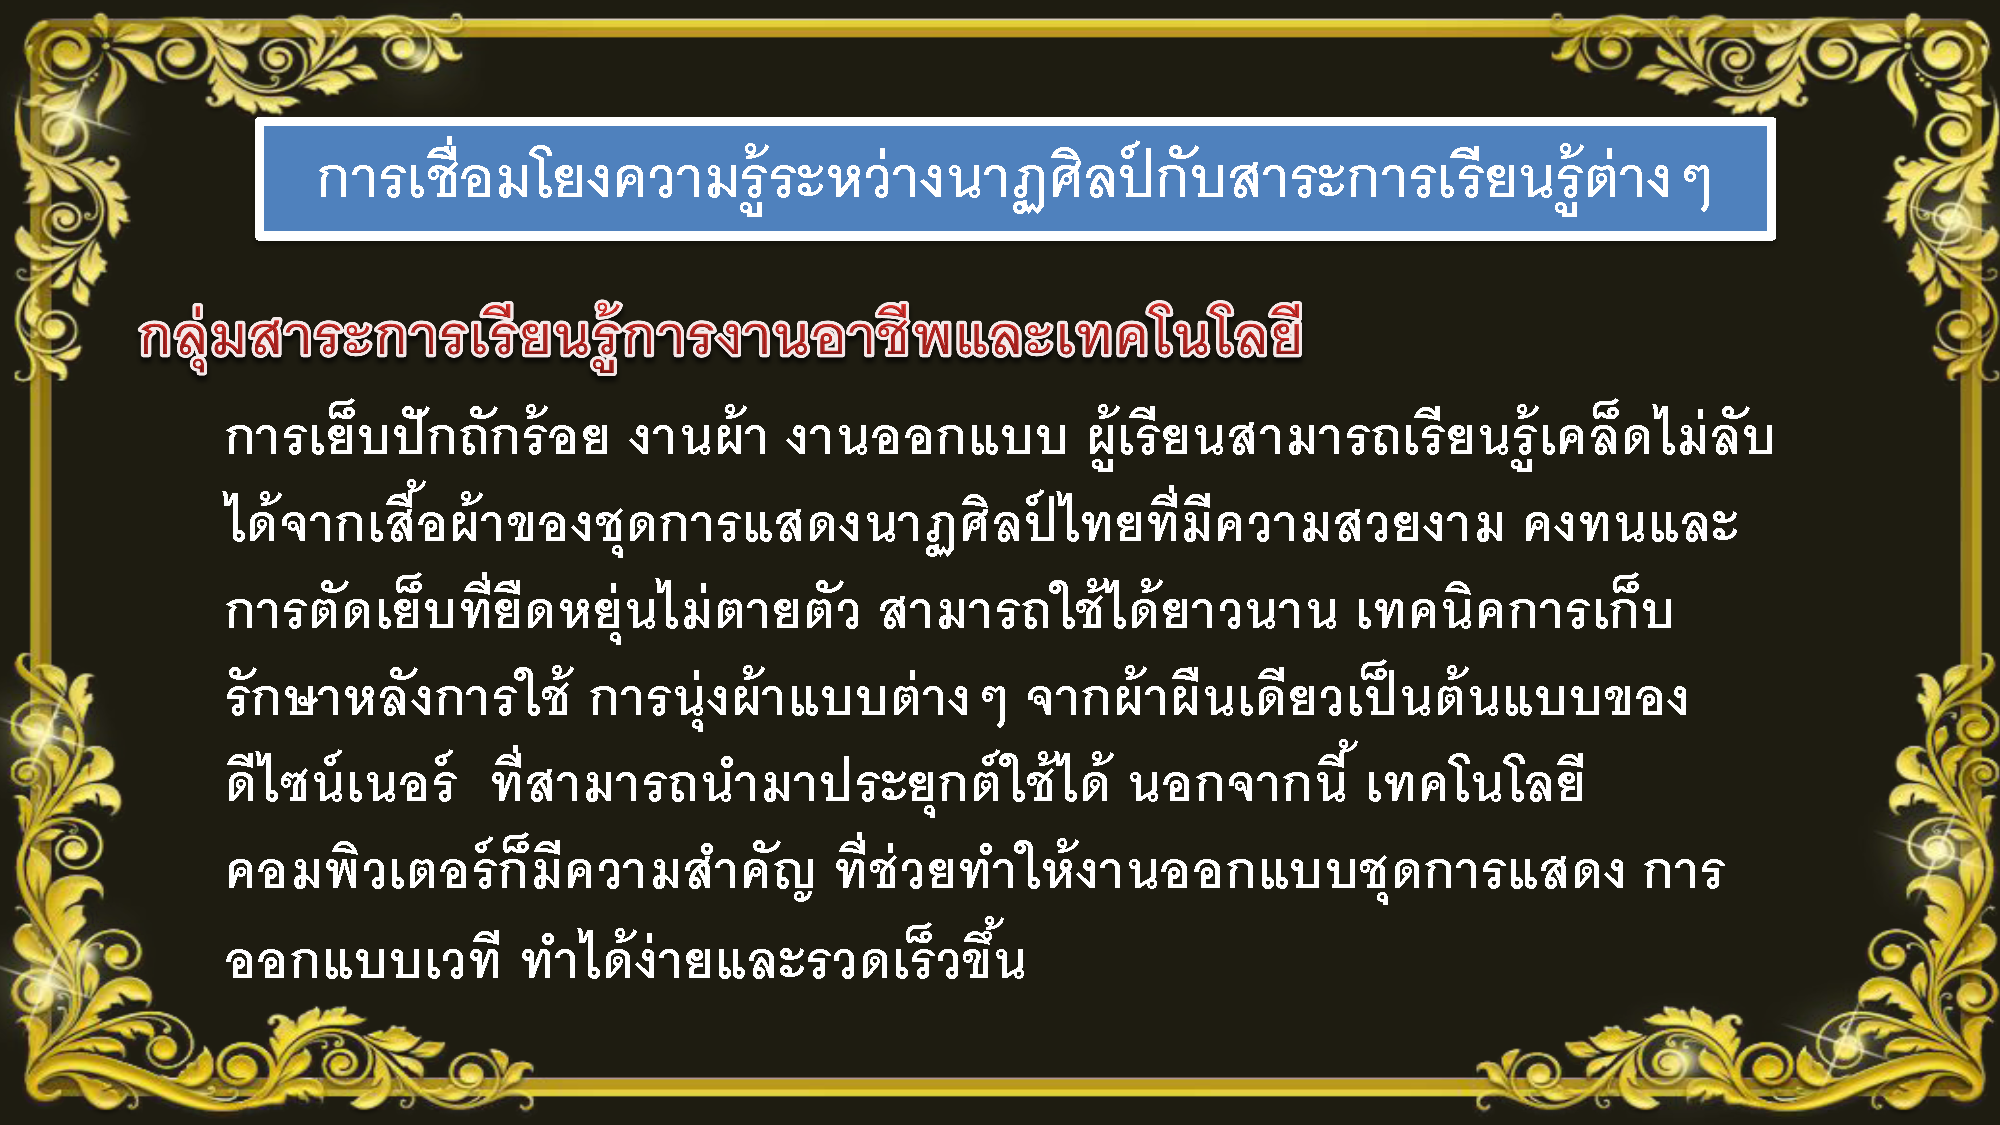 การเชื่อมโยงความรู้ระหว่างนาฏศิลป์กับสาระการเรียนรู้ต่างๆ
กลุ่มสาระการเรียนรู้การงานอาชีพและเทคโนโลยี
การเย็บปักถักร้อย งานผ้า งานออกแบบ ผู้เรียนสามารถเรียนรู้เคล็ดไม่ลับ
ได้จากเสื้อผ้าของชุดการแสดงนาฏศิลป์ไทยที่มีความสวยงาม คงทนและ
การตัดเย็บที่ยืดหยุ่นไม่ตายตัว สามารถใช้ได้ยาวนาน เทคนิคการเก็บ
รักษาหลังการใช้ การนุ่งผ้าแบบต่างๆ จากผ้าผืนเดียวเป็นต้นแบบของ
ดีไซน์เนอร์ ที่สามารถนำมาประยุกต์ใช้ได้ นอกจากนี้ เทคโนโลยี
คอมพิวเตอร์ก็มีความสำคัญ ที่ช่วยทำให้งานออกแบบชุดการแสดง การ
ออกแบบเวที ทำได้ง่ายและรวดเร็วขึ้น